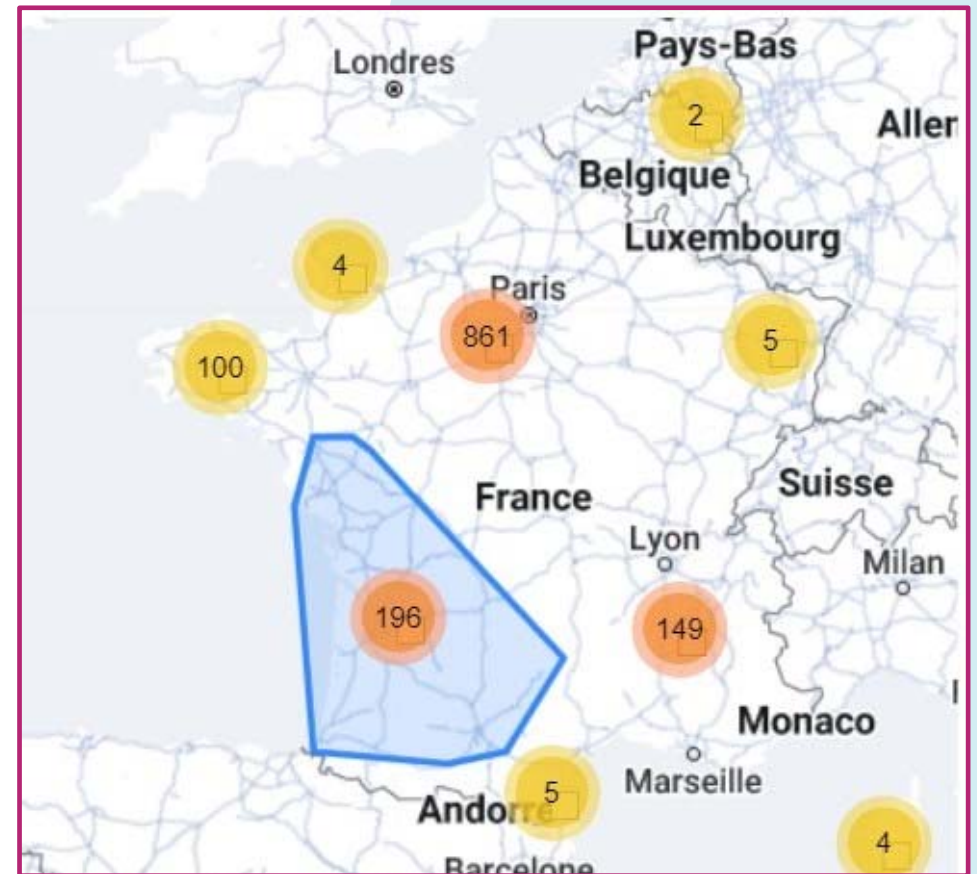 Pays-Bas
Londres
2
Aller
Belgique
Luxembourg
4
Paris
861
5
100
France
Suisse
Lyon
Milan
196
149
Monaco
Marseille
5
Andorre
4
Barcelone